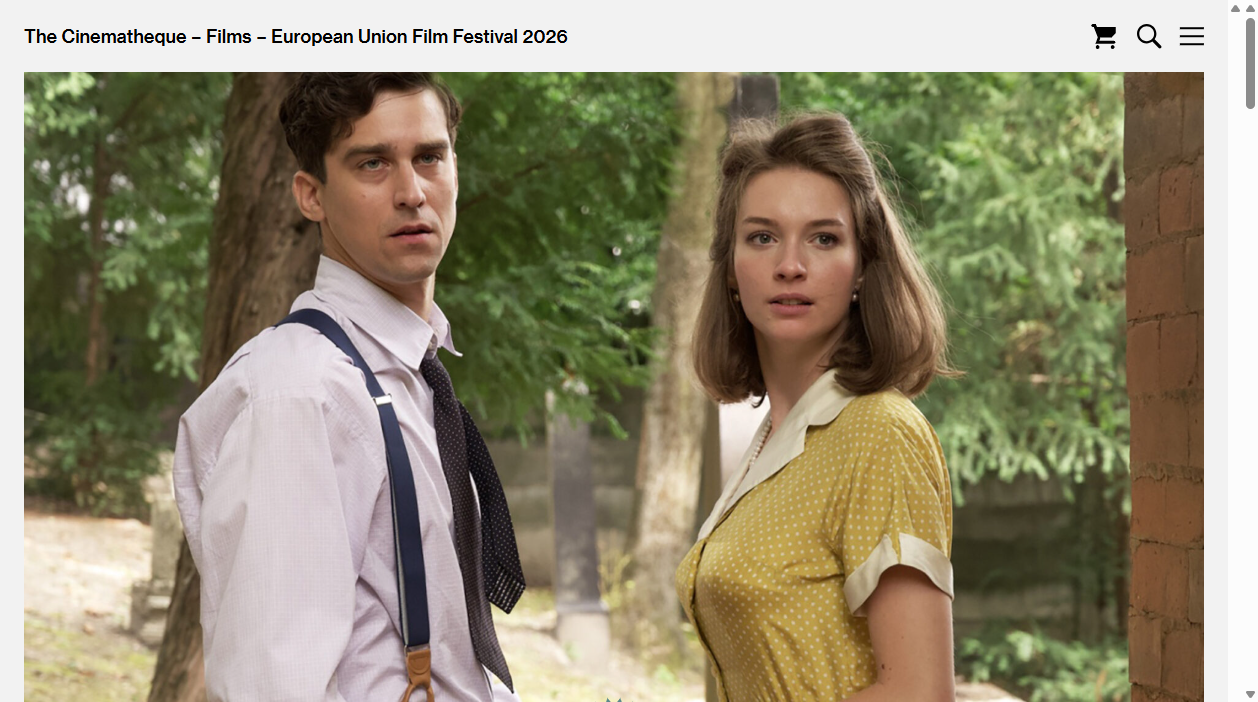 The Cinematheque – Films – European Union Film Festival 2026